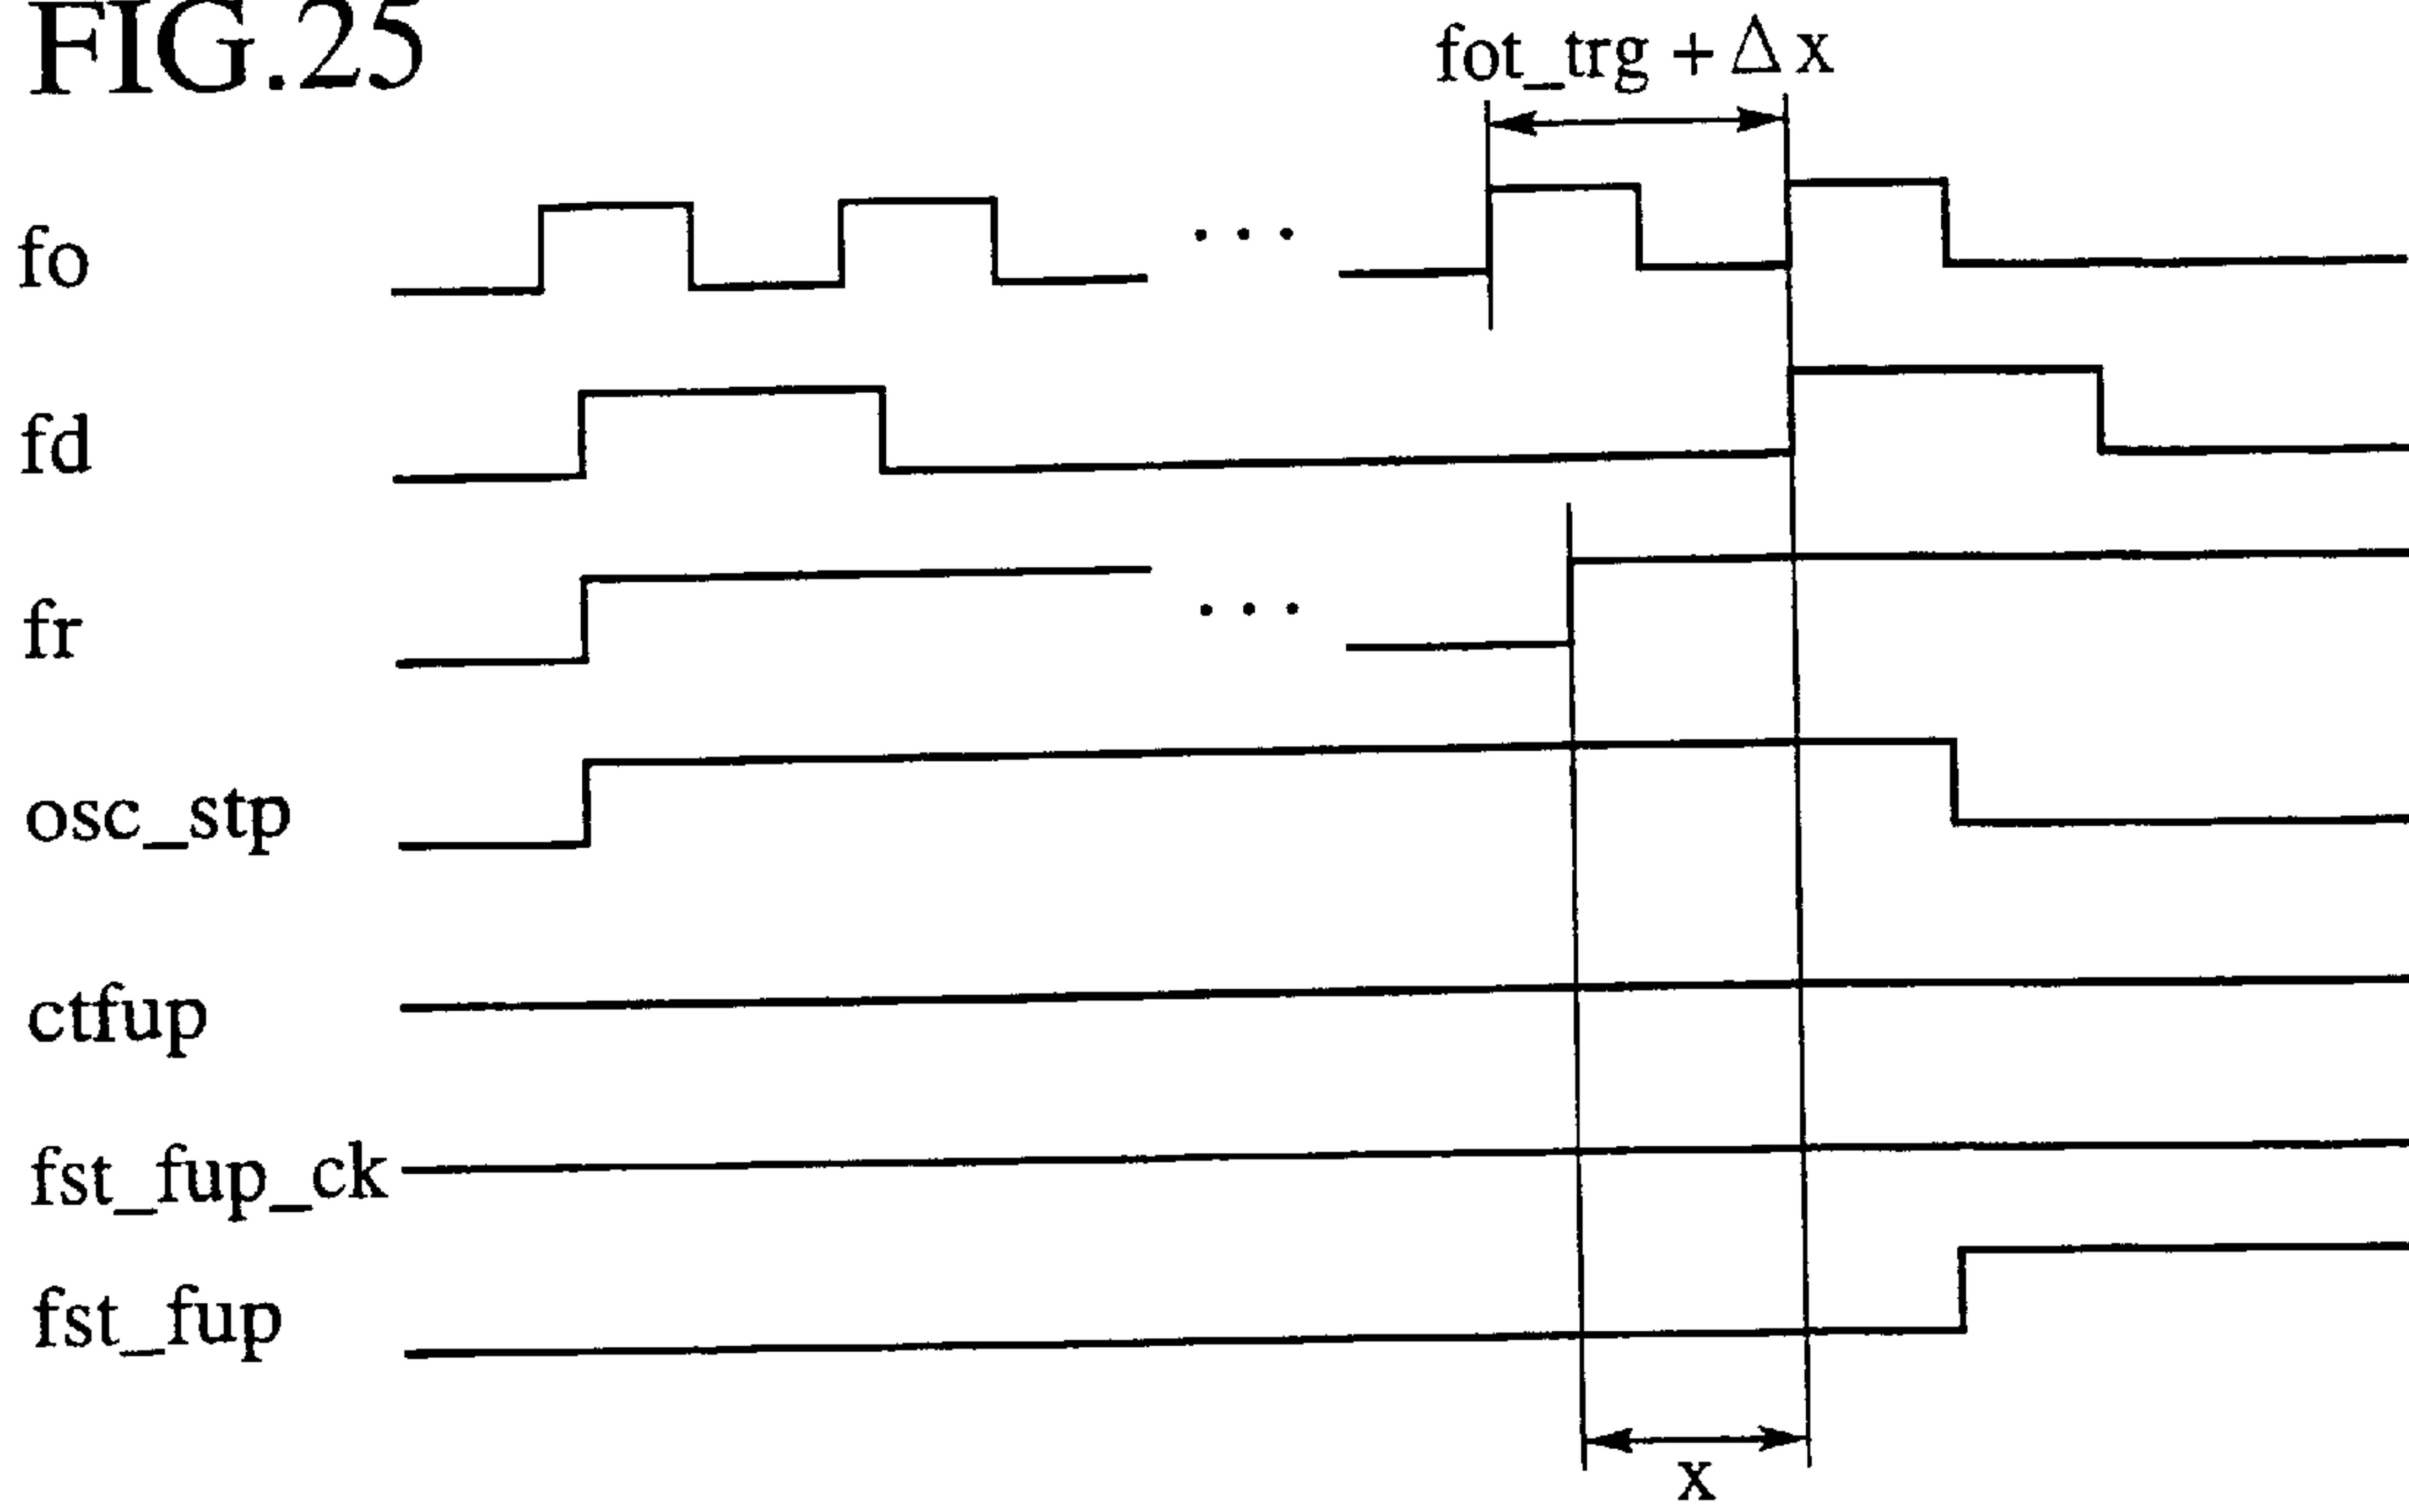 FIG.25
fot_trg + Δx
fo
. . .
fd
fr
. . .
osc_stp
ctfup
fst_fup_ck
fst_fup
x